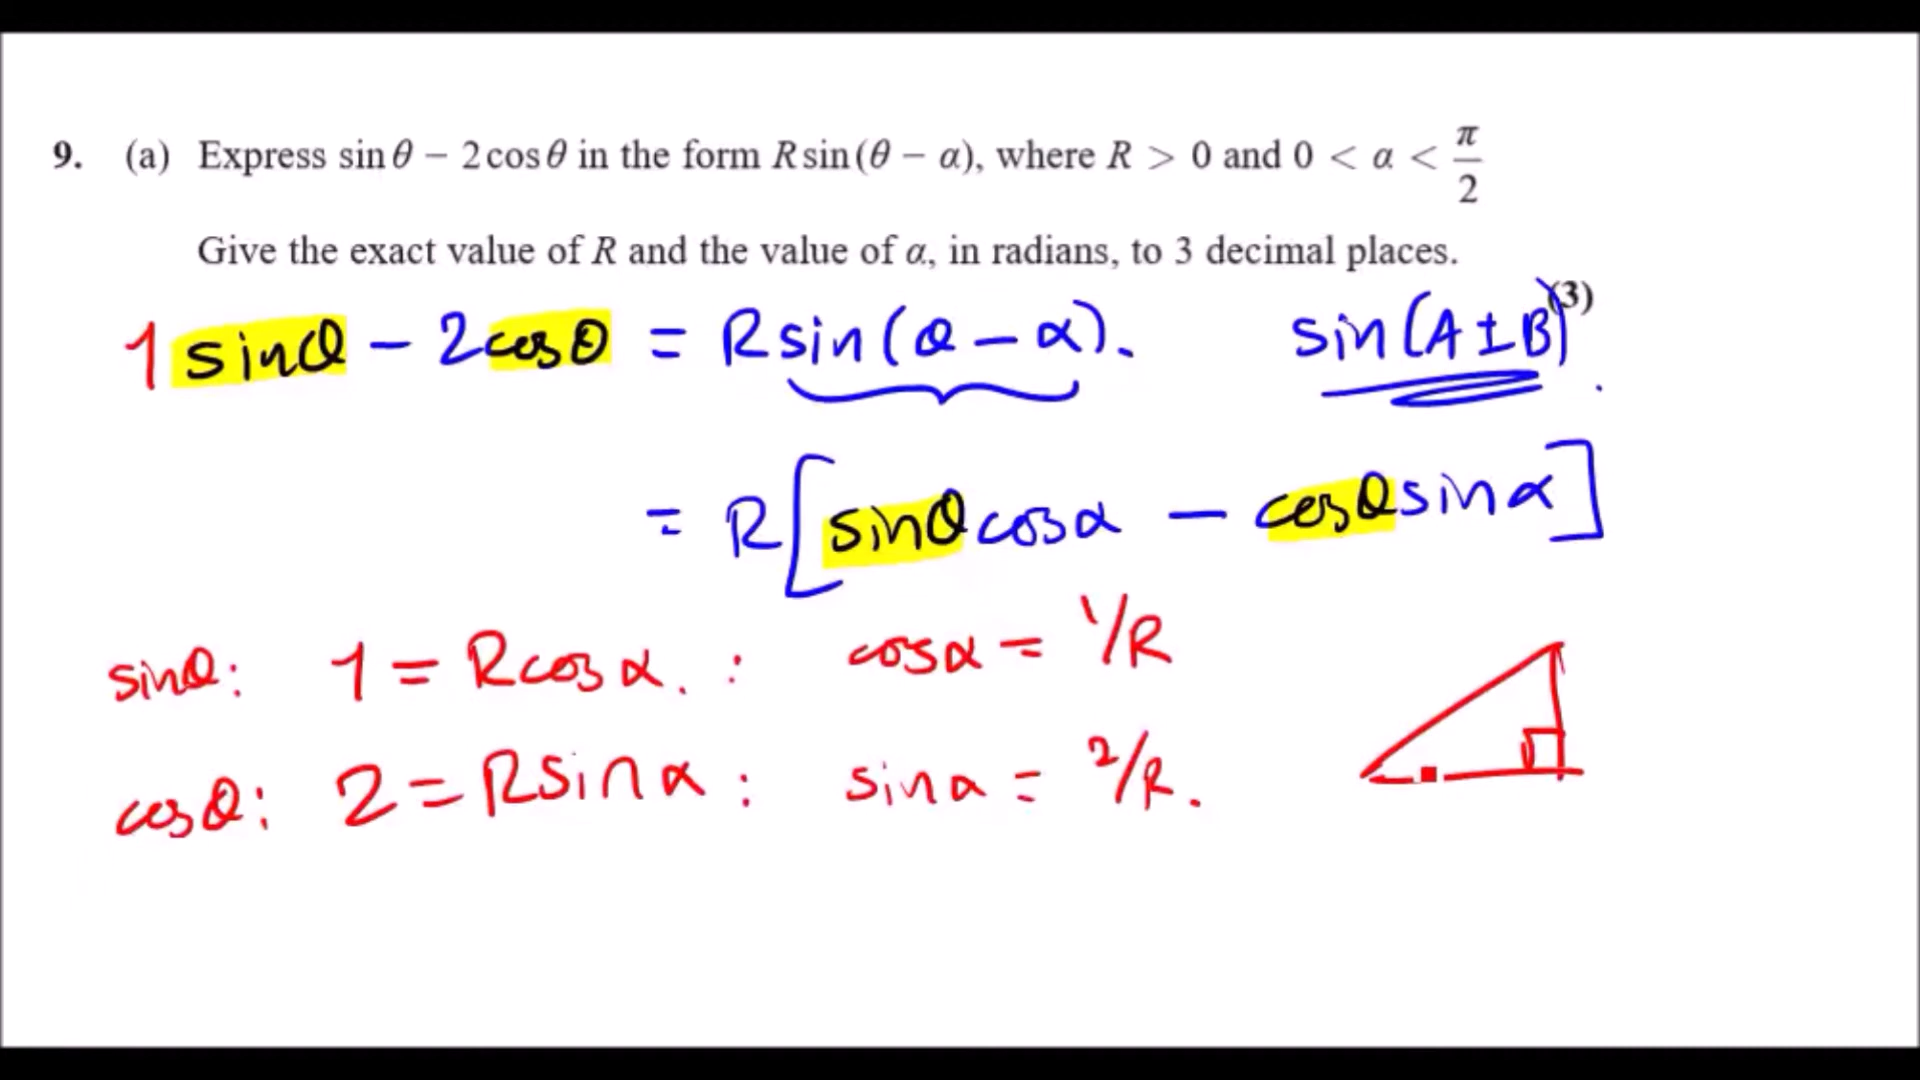 9. (a) Express sin θ − 2 cos θ in the form R sin (θ − α), where R > 0 and 0 < α < π/2
Give the exact value of R and the value of α, in radians, to 3 decimal places.
(3)
1 sinθ − 2cosθ = Rsin(θ − α). sin(A ± B)
= R[sinθcosα − cosθsinα]
sinθ: 1 = Rcosα. : cosα = 1/R
cosθ: 2 = Rsinα : sinα = 2/R.